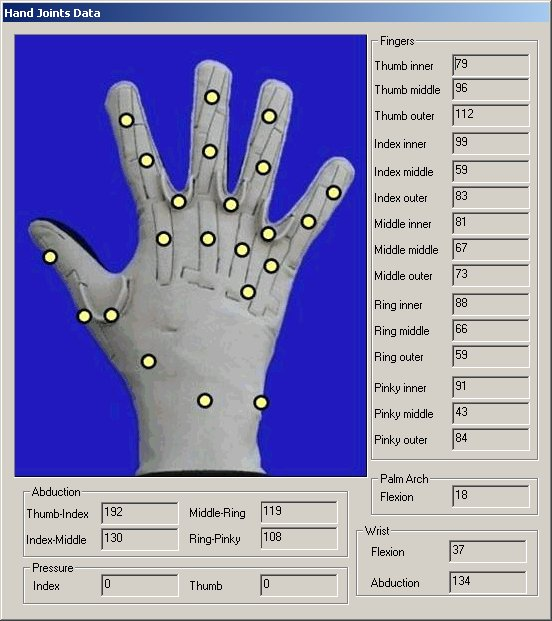 Hand Joints Data
Fingers
Thumb inner 79
Thumb middle 96
Thumb outer 112
Index inner 99
Index middle 59
Index outer 83
Middle inner 81
Middle middle 67
Middle outer 73
Ring inner 88
Ring middle 66
Ring outer 59
Pinky inner 91
Pinky middle 43
Pinky outer 84
Palm Arch
Flexion 18
Abduction
Thumb-Index 192 Middle-Ring 119
Index-Middle 130 Ring-Pinky 108
Wrist
Flexion 37
Abduction 134
Pressure
Index 0 Thumb 0